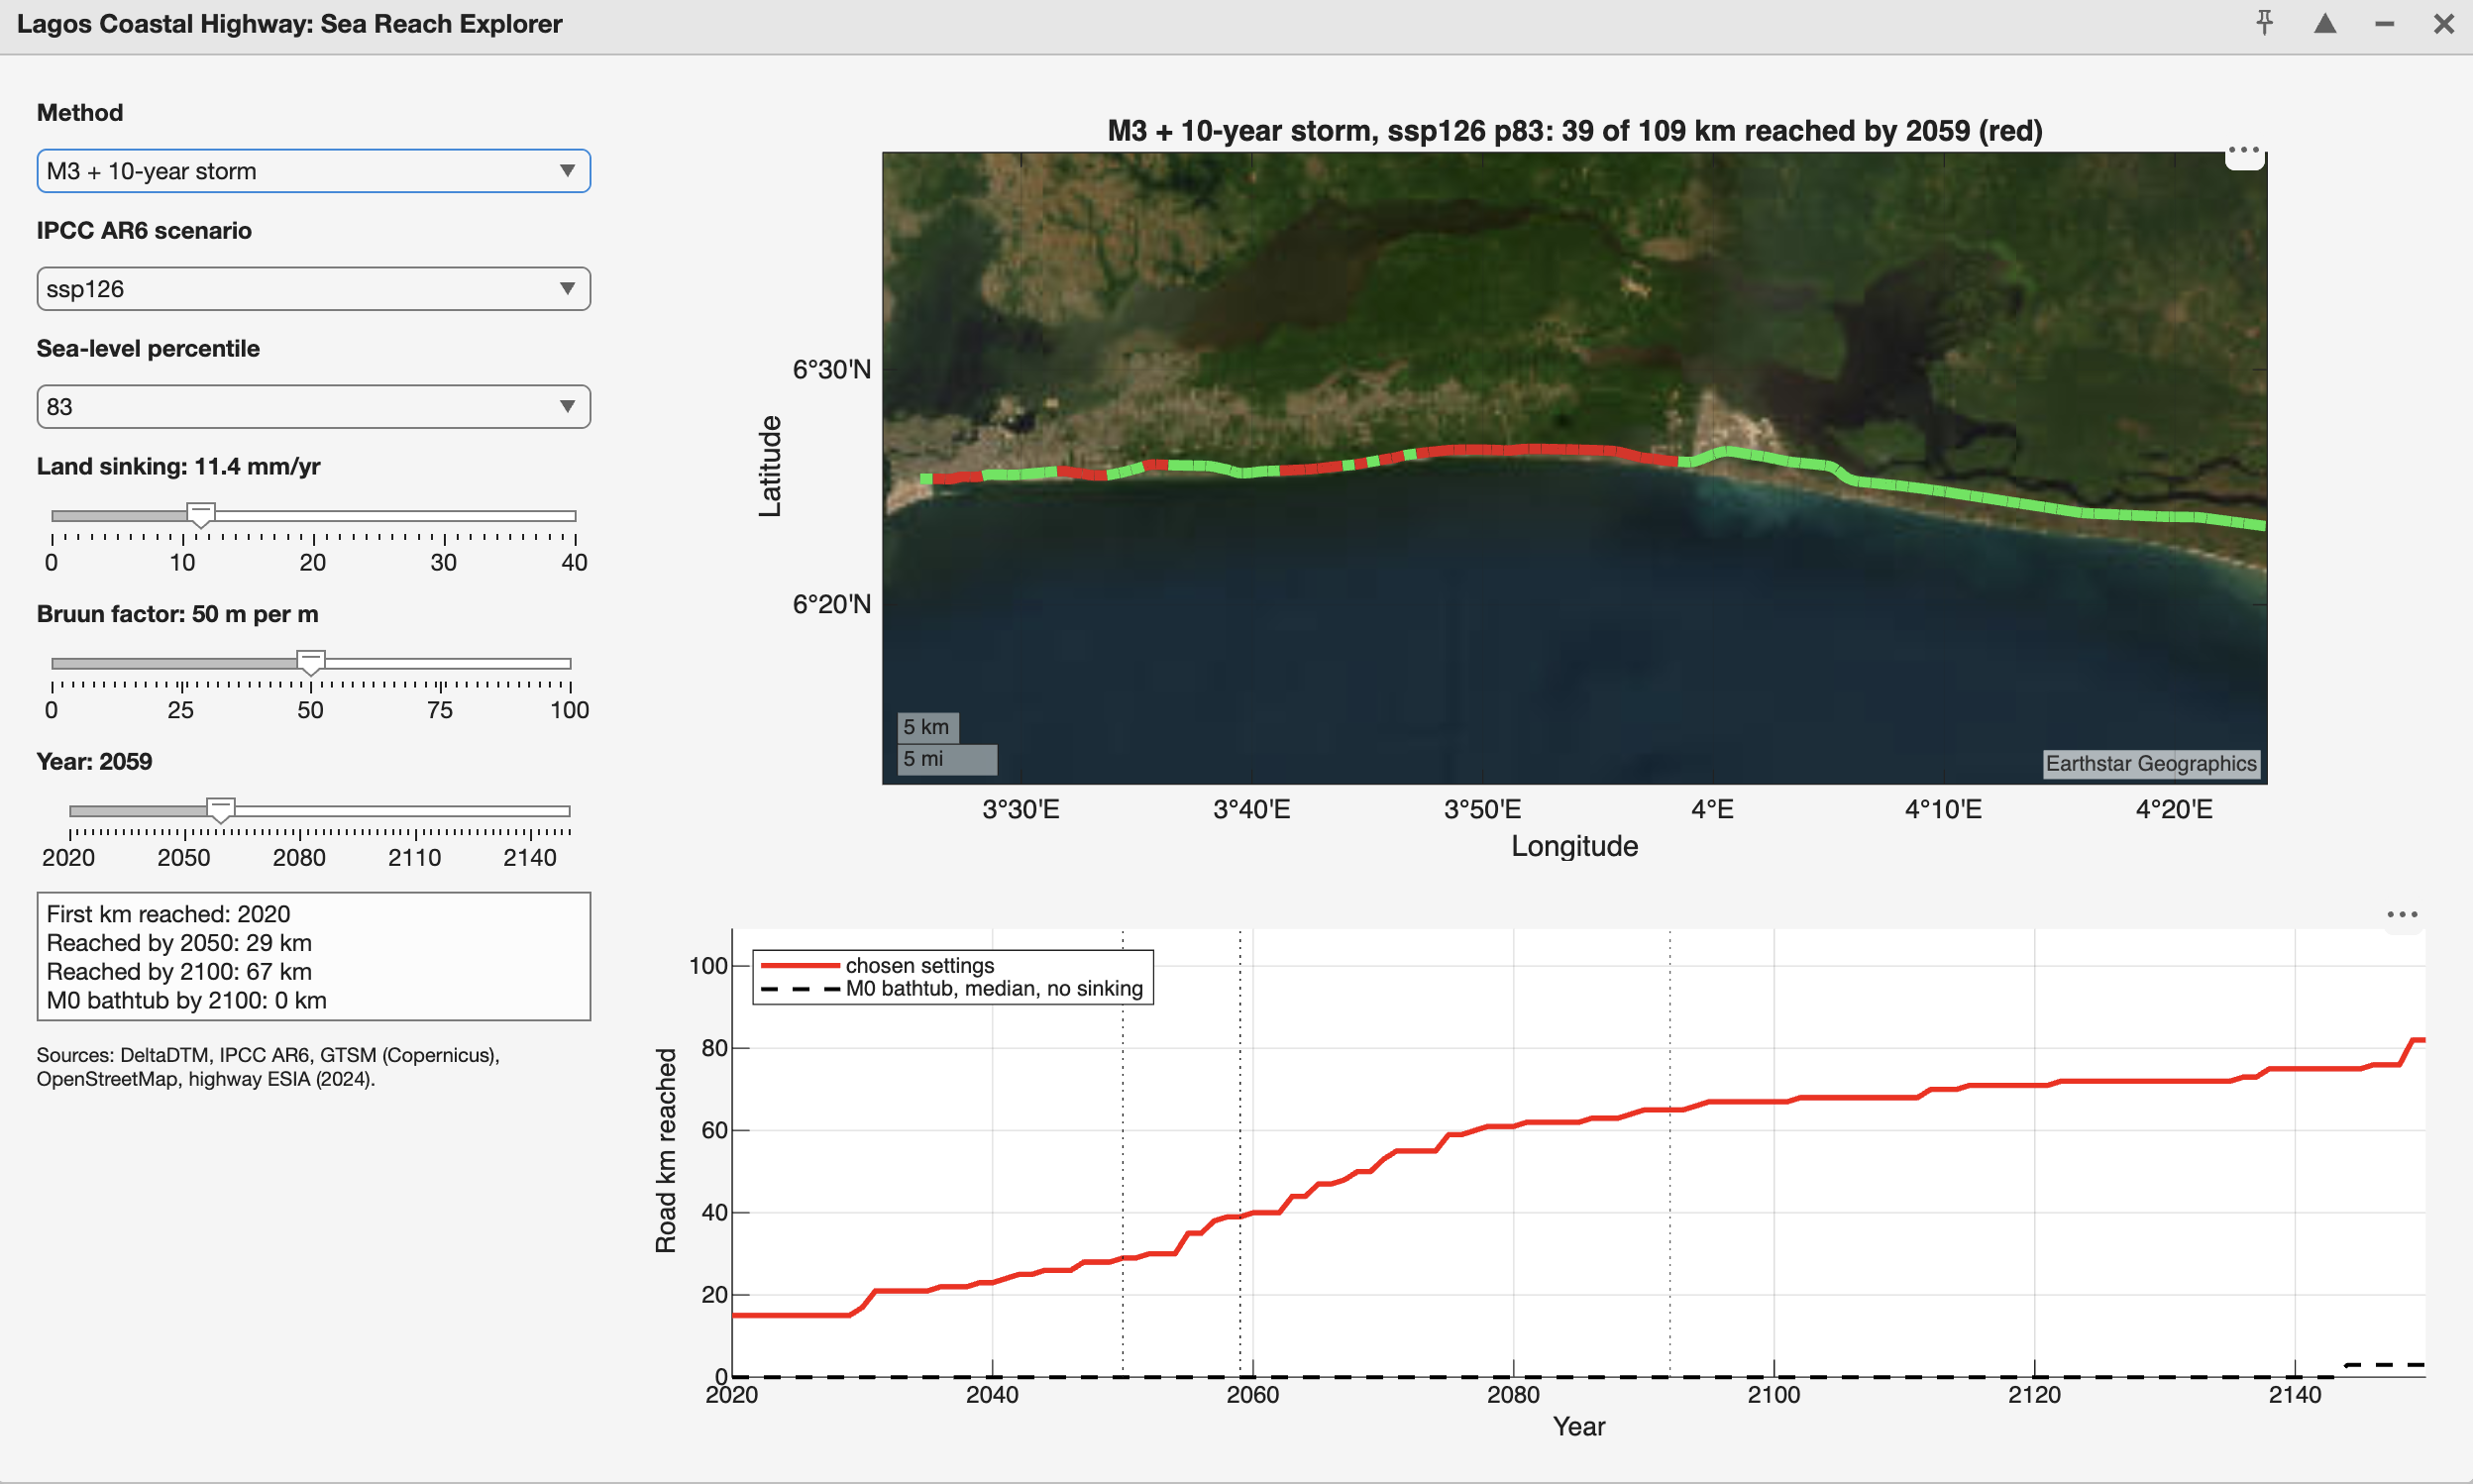 Lagos Coastal Highway: Sea Reach Explorer
Method
M3 + 10-year storm
IPCC AR6 scenario
ssp126
Sea-level percentile
83
Land sinking: 11.4 mm/yr
0 10 20 30 40
Bruun factor: 50 m per m
0 25 50 75 100
Year: 2059
2020 2050 2080 2110 2140
First km reached: 2020
Reached by 2050: 29 km
Reached by 2100: 67 km
M0 bathtub by 2100: 0 km
Sources: DeltaDTM, IPCC AR6, GTSM (Copernicus),
OpenStreetMap, highway ESIA (2024).
M3 + 10-year storm, ssp126 p83: 39 of 109 km reached by 2059 (red)
Latitude
6°30'N
6°20'N
5 km
5 mi
Earthstar Geographics
3°30'E 3°40'E 3°50'E 4°E 4°10'E 4°20'E
Longitude
Road km reached
100
80
60
40
20
0
chosen settings
M0 bathtub, median, no sinking
2020 2040 2060 2080 2100 2120 2140
Year